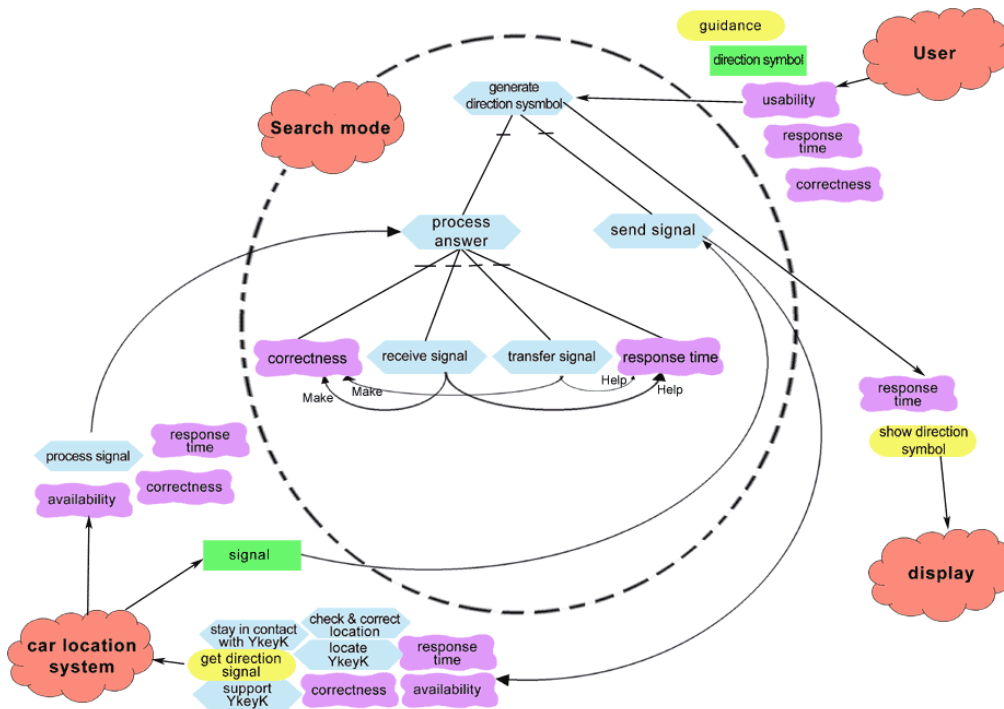 guidance
direction symbol
User
usability
response
time
correctness
generate
direction sysmbol
Search mode
process
answer
send signal
correctness
receive signal
transfer signal
response time
Make
Make
Help
Help
response
time
show direction
symbol
display
process signal
response
time
availability
correctness
signal
car location
system
stay in contact
with YkeyK
check & correct
location
get direction
signal
locate
YkeyK
response
time
support
YkeyK
correctness
availability